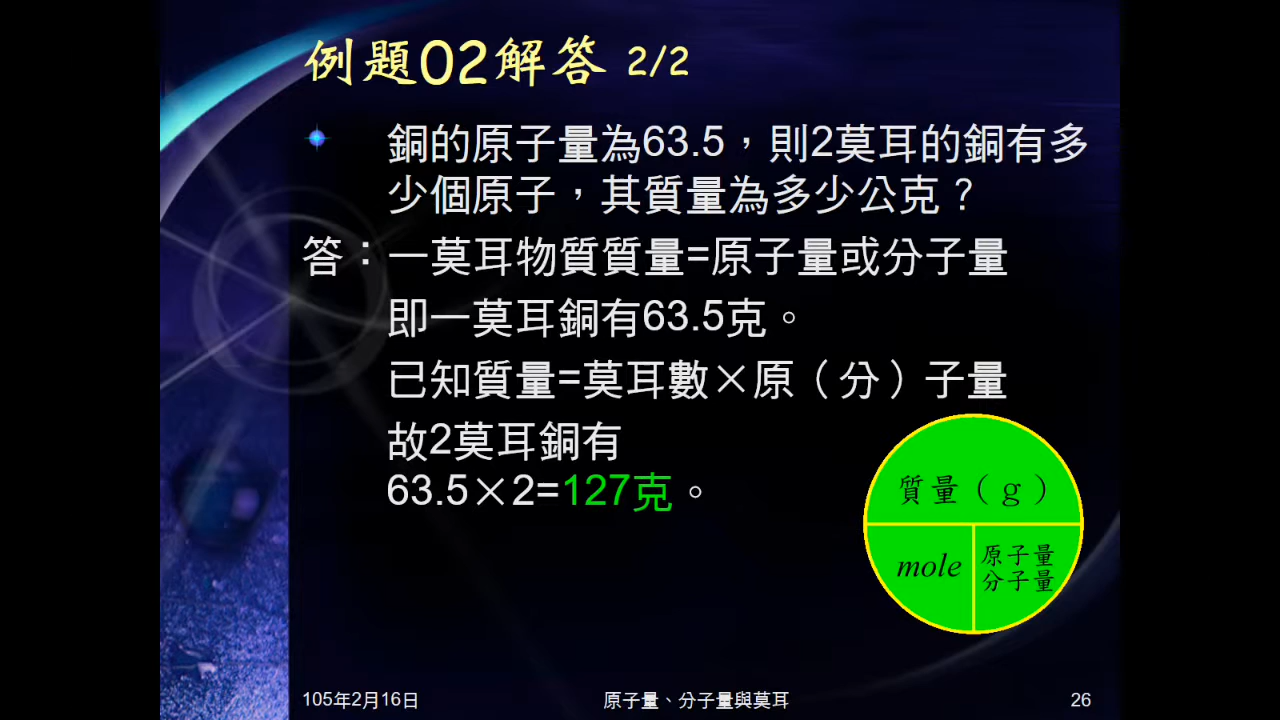 例題02解答 2/2
銅的原子量為63.5，則2莫耳的銅有多
少個原子，其質量為多少公克？
答：一莫耳物質質量=原子量或分子量
即一莫耳銅有63.5克。
已知質量=莫耳數×原（分）子量
故2莫耳銅有
63.5×2=127克。
質量（g）
mole
原子量
分子量
105年2月16日
原子量、分子量與莫耳
26